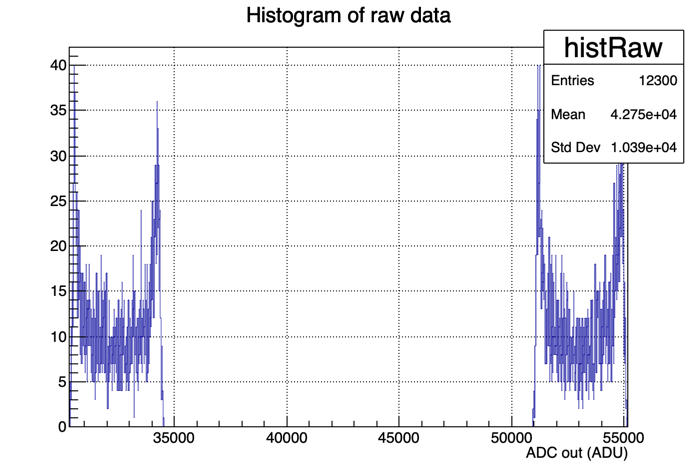 Histogram of raw data
histRaw
Entries 12300
Mean 4.275e+04
Std Dev 1.039e+04
40
35
30
25
20
15
10
5
0
35000 40000 45000 50000 55000
ADC out (ADU)